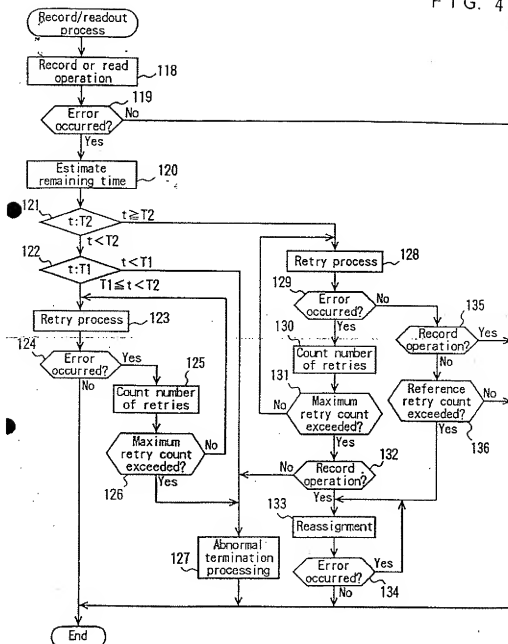 FIG. 4
Record/readout
process
Record or read
operation
118
119
Error
occurred?
No
Yes
Estimate
remaining time
120
121
t:T2
t≧T2
t<T2
122
t:T1
t<T1
T1≦t<T2
Retry process
123
124
Error
occurred?
Yes
No
125
Count number
of retries
Maximum
retry count
exceeded?
No
126
Yes
Abnormal
termination
processing
127
Retry process
128
129
Error
occurred?
No
Yes
130
Count number
of retries
131
Maximum
retry count
exceeded?
No
Yes
132
Record
operation?
No
Yes
133
Reassignment
Error
occurred?
Yes
No
134
135
Record
operation?
Yes
No
Reference
retry count
exceeded?
No
Yes
136
End